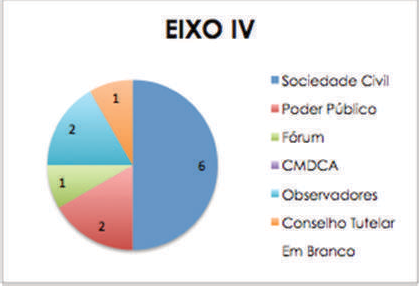 EIXO IV
1
2
6
1
2
Sociedade Civil
Poder Público
Fórum
CMDCA
Observadores
Conselho Tutelar
Em Branco